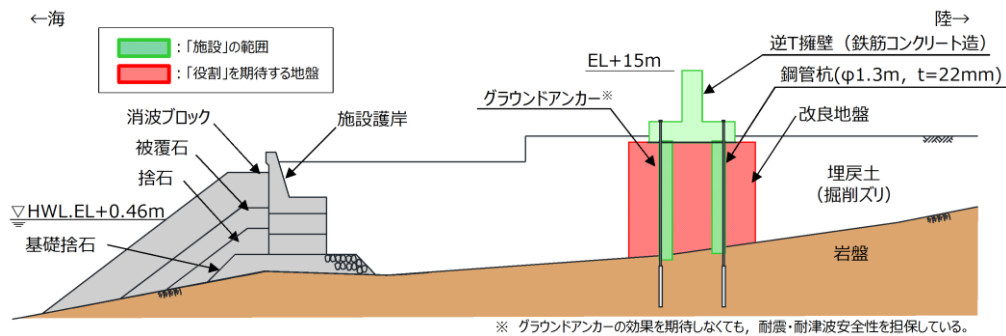 ←海
陸→
:「施設」の範囲
:「役割」を期待する地盤
EL+15m
逆T擁壁（鉄筋コンクリート造）
鋼管杭(φ1.3m，t=22mm)
グラウンドアンカー※
改良地盤
消波ブロック
施設護岸
被覆石
捨石
埋戻土
(掘削ズリ)
▽HWL.EL+0.46m
基礎捨石
岩盤
※ グラウンドアンカーの効果を期待しなくても，耐震・耐津波安全性を担保している。